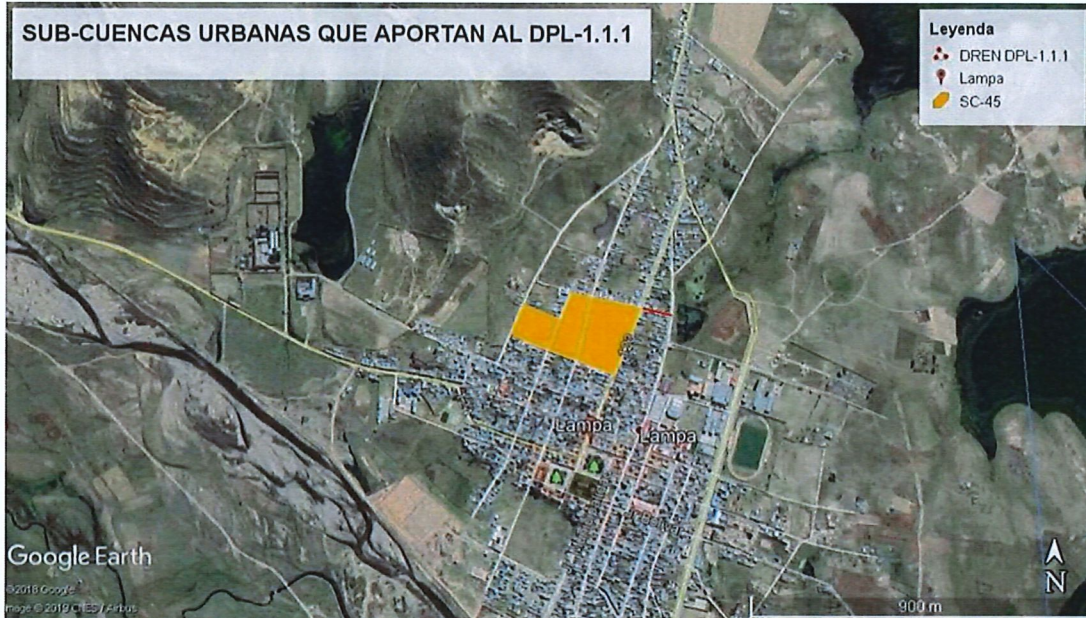 SUB-CUENCAS URBANAS QUE APORTAN AL DPL-1.1.1
Leyenda
DREN DPL-1.1.1
Lampa
SC-45
Lampa
Lampa
Google Earth
©2018 Google
mage © 2019 CNES / Airbus
N
900 m